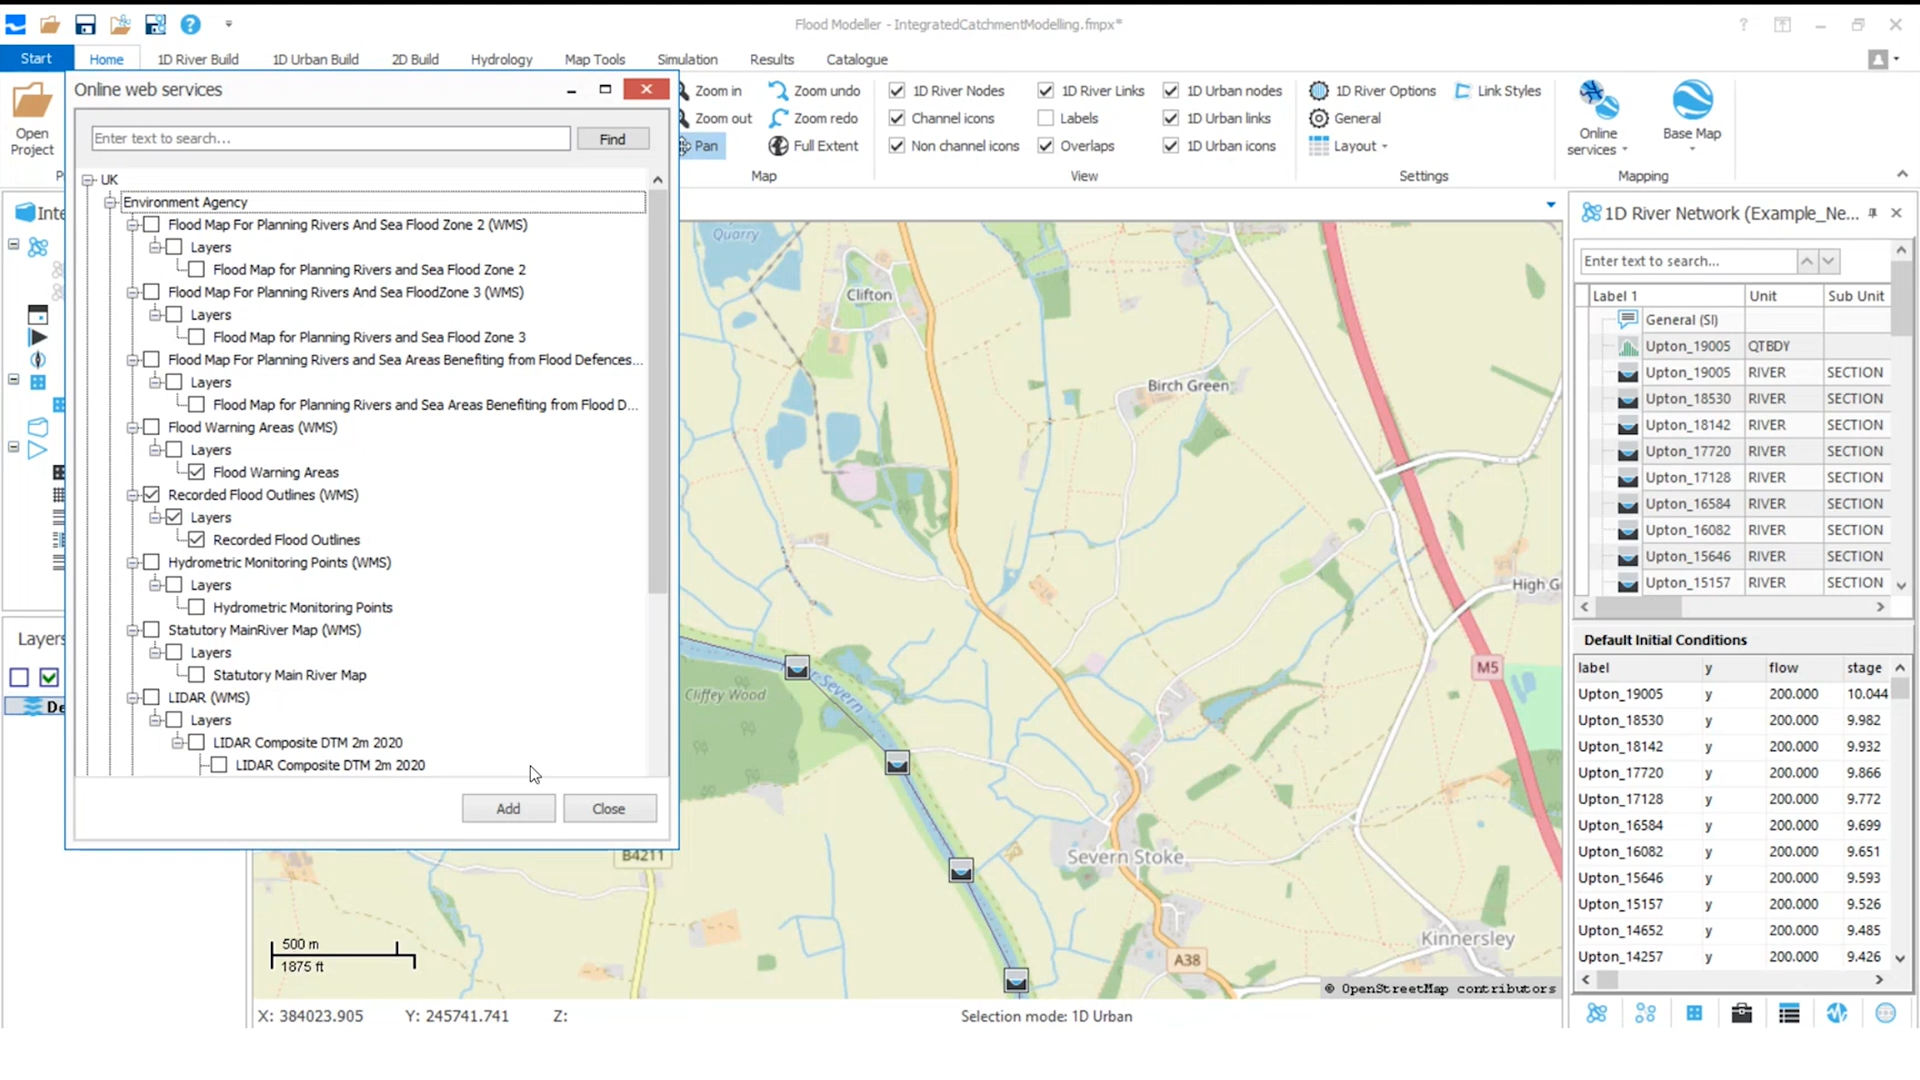 Flood Modeller - IntegratedCatchmentModelling.fmpx*
Start
Home
1D River Build
1D Urban Build
2D Build
Hydrology
Map Tools
Simulation
Results
Catalogue
Open
Project
Online web services
Enter text to search...
Find
UK
Environment Agency
Flood Map For Planning Rivers And Sea Flood Zone 2 (WMS)
Layers
Flood Map for Planning Rivers and Sea Flood Zone 2
Flood Map For Planning Rivers And Sea FloodZone 3 (WMS)
Layers
Flood Map for Planning Rivers and Sea Flood Zone 3
Flood Map For Planning Rivers and Sea Areas Benefiting from Flood Defences...
Layers
Flood Map for Planning Rivers and Sea Areas Benefiting from Flood D...
Flood Warning Areas (WMS)
Layers
Flood Warning Areas
Recorded Flood Outlines (WMS)
Layers
Recorded Flood Outlines
Hydrometric Monitoring Points (WMS)
Layers
Hydrometric Monitoring Points
Statutory MainRiver Map (WMS)
Layers
Statutory Main River Map
LIDAR (WMS)
Layers
LIDAR Composite DTM 2m 2020
LIDAR Composite DTM 2m 2020
Add
Close
Zoom in
Zoom undo
Zoom out
Zoom redo
Pan
Full Extent
Map
1D River Nodes
1D River Links
1D Urban nodes
Channel icons
Labels
1D Urban links
Non channel icons
Overlaps
1D Urban icons
View
1D River Options
Link Styles
General
Layout
Settings
Online
services
Base Map
Mapping
Inte
Layers
De
Quarry
Clifton
Birch Green
High G
M5
Cliffey Wood
r Severn
Severn Stoke
B4211
Kinnersley
A38
500 m
1875 ft
© OpenStreetMap contributors
X: 384023.905
Y: 245741.741
Z:
Selection mode: 1D Urban
1D River Network (Example_Ne...
Enter text to search...
Label 1 Unit Sub Unit
General (SI)
Upton_19005 QTBDY
Upton_19005 RIVER SECTION
Upton_18530 RIVER SECTION
Upton_18142 RIVER SECTION
Upton_17720 RIVER SECTION
Upton_17128 RIVER SECTION
Upton_16584 RIVER SECTION
Upton_16082 RIVER SECTION
Upton_15646 RIVER SECTION
Upton_15157 RIVER SECTION
Default Initial Conditions
label y flow stage
Upton_19005 y 200.000 10.044
Upton_18530 y 200.000 9.982
Upton_18142 y 200.000 9.932
Upton_17720 y 200.000 9.866
Upton_17128 y 200.000 9.772
Upton_16584 y 200.000 9.699
Upton_16082 y 200.000 9.651
Upton_15646 y 200.000 9.593
Upton_15157 y 200.000 9.526
Upton_14652 y 200.000 9.485
Upton_14257 y 200.000 9.426